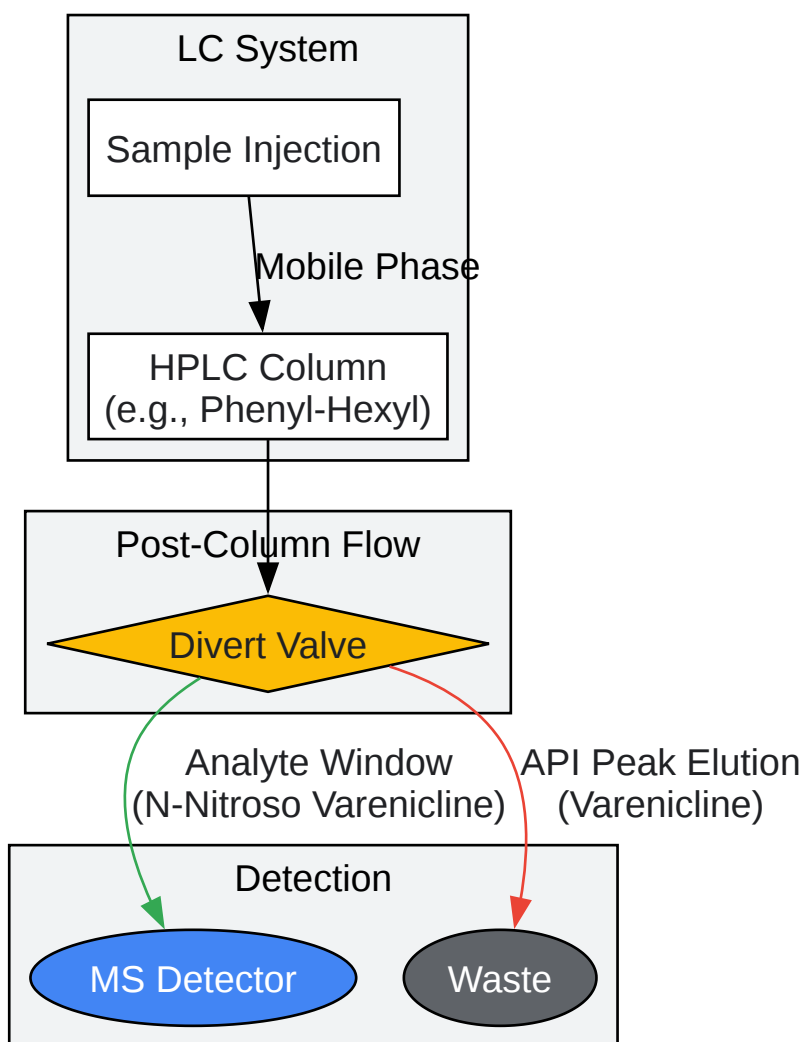 LC System
Sample Injection
Mobile Phase
HPLC Column
(e.g., Phenyl-Hexyl)
Post-Column Flow
Divert Valve
Analyte Window
(N-Nitroso Varenicline)
API Peak Elution
(Varenicline)
Detection
MS Detector
Waste